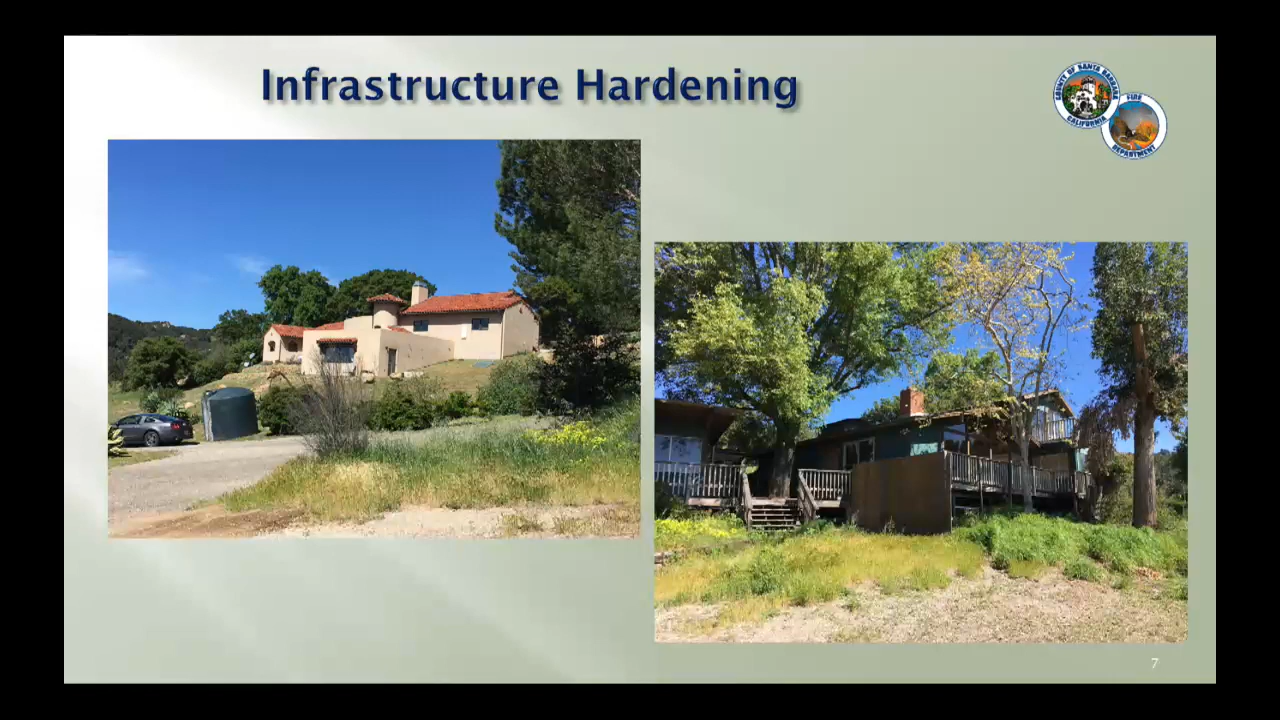 Infrastructure Hardening
COUNTY OF SANTA BARBARA
CALIFORNIA
FIRE
DEPARTMENT
7